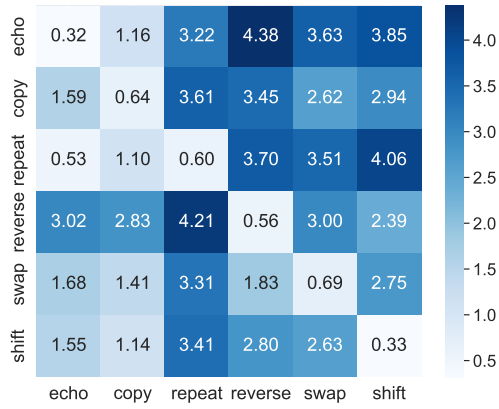 echo 0.32 1.16 3.22 4.38 3.63 3.85
copy 1.59 0.64 3.61 3.45 2.62 2.94
repeat 0.53 1.10 0.60 3.70 3.51 4.06
reverse 3.02 2.83 4.21 0.56 3.00 2.39
swap 1.68 1.41 3.31 1.83 0.69 2.75
shift 1.55 1.14 3.41 2.80 2.63 0.33
echo copy repeat reverse swap shift
4.0
3.5
3.0
2.5
2.0
1.5
1.0
0.5